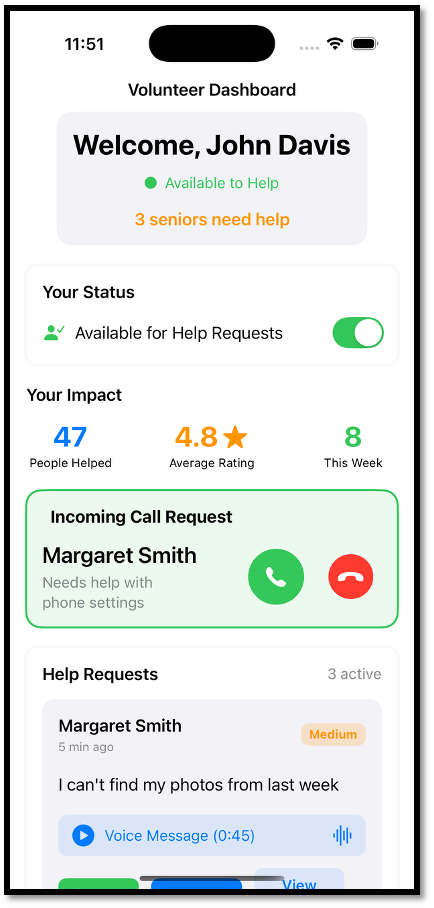 11:51
Volunteer Dashboard
Welcome, John Davis
Available to Help
3 seniors need help
Your Status
Available for Help Requests
Your Impact
47 4.8 8
People Helped Average Rating This Week
Incoming Call Request
Margaret Smith
Needs help with
phone settings
Help Requests 3 active
Margaret Smith
Medium
5 min ago
I can't find my photos from last week
Voice Message (0:45)
View